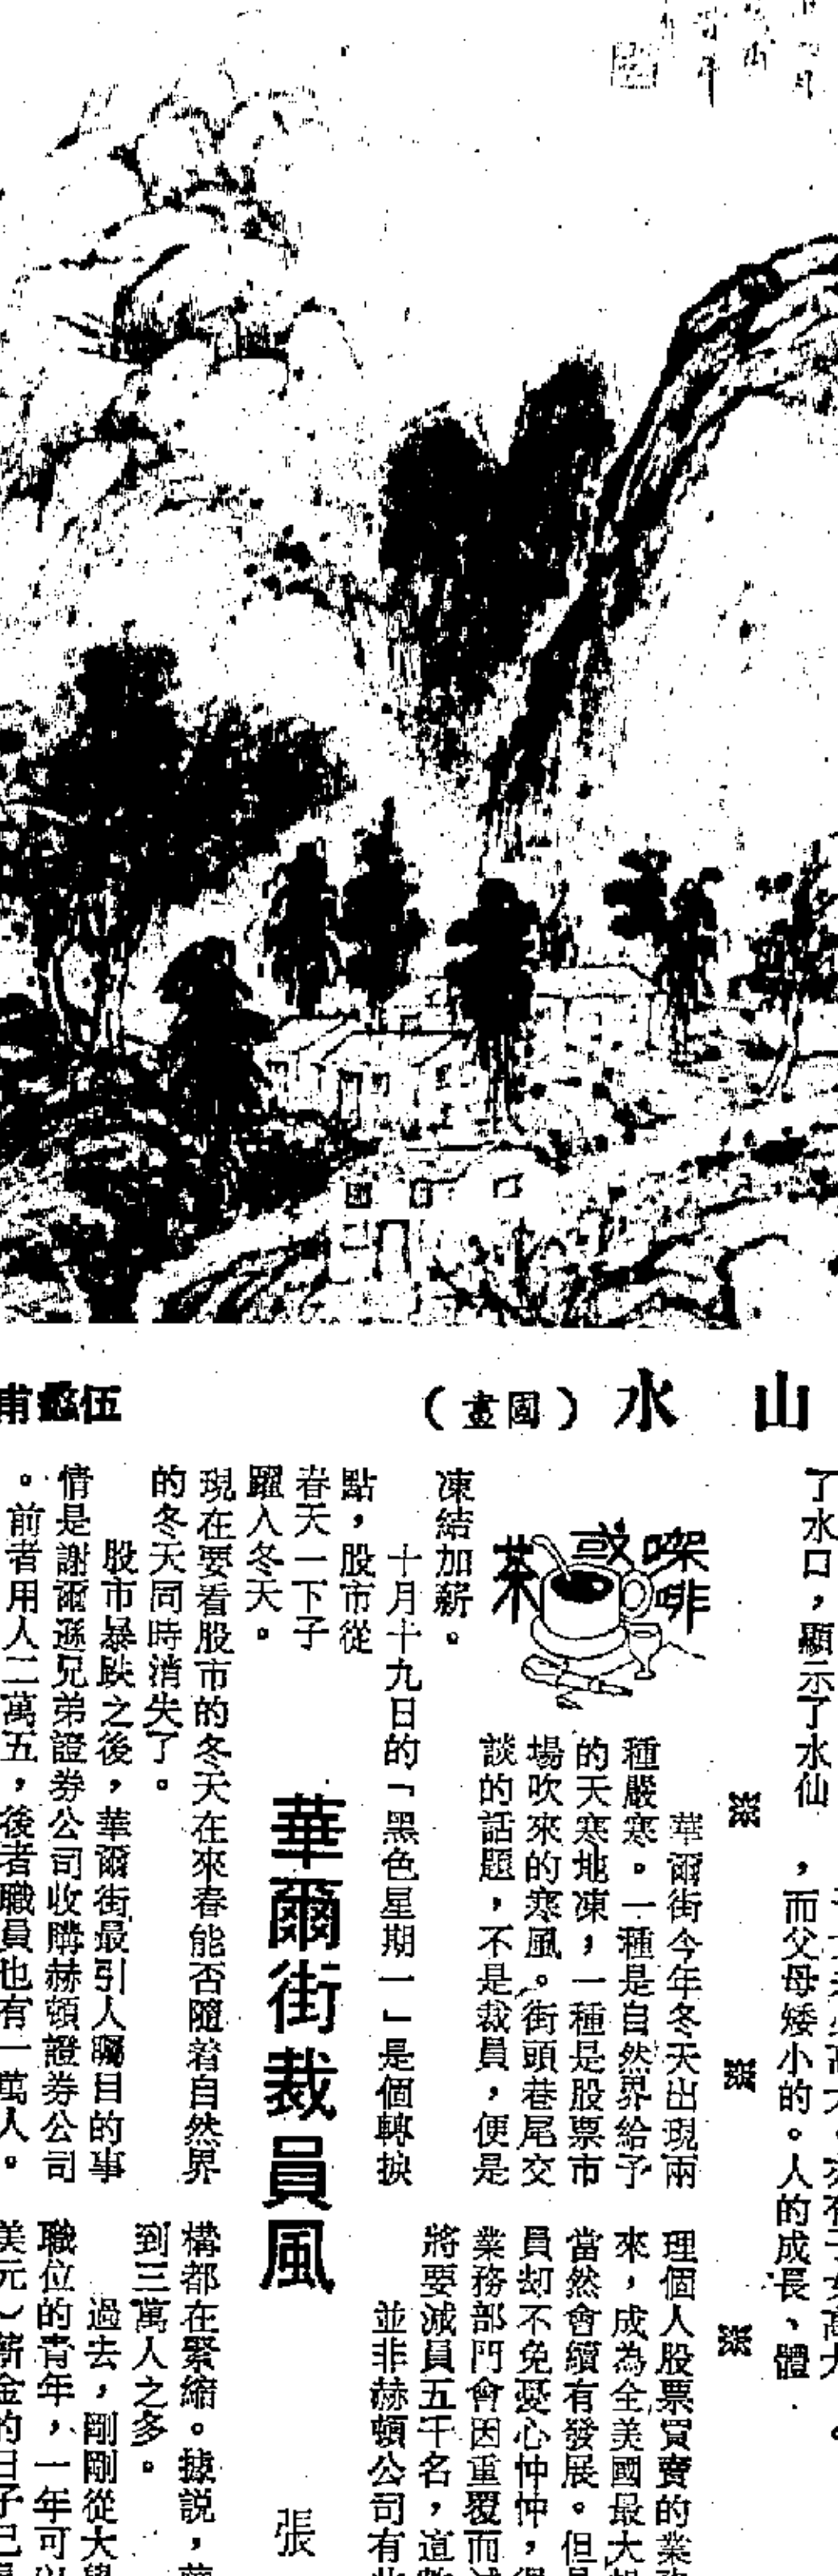 山水（國畫）
伍
了水口，顯示了水仙
，而父母矮小的。人的成長、體
咖啡或茶
華爾街裁員風
張
華爾街今年冬天出現兩
種嚴寒。一種是自然界給予
的天寒地凍，一種是股票市
場吹來的寒風。街頭巷尾交
談的話題，不是裁員，便是
凍結加薪。
十月十九日的「黑色星期一」是個轉捩
點，股市從
春天一下子
躍入冬天。
現在要看股市的冬天在來春能否隨着自然界
的冬天同時消失了。
股市暴跌之後，華爾街最引人矚目的事
情是謝爾遜兄弟證券公司收購赫頓證券公司
。前者用人二萬五，後者職員也有一萬人。
理個人股票買賣的業
來，成為全美國最大
當然會續有發展。但
員却不免憂心忡忡，
業務部門會因重覆而
將要減員五千名，這
並非赫頓公司有
構都在緊縮。據說，
到三萬人之多。
過去，剛剛從大學
職位的青年，一年可以
美元）薪金的日子已